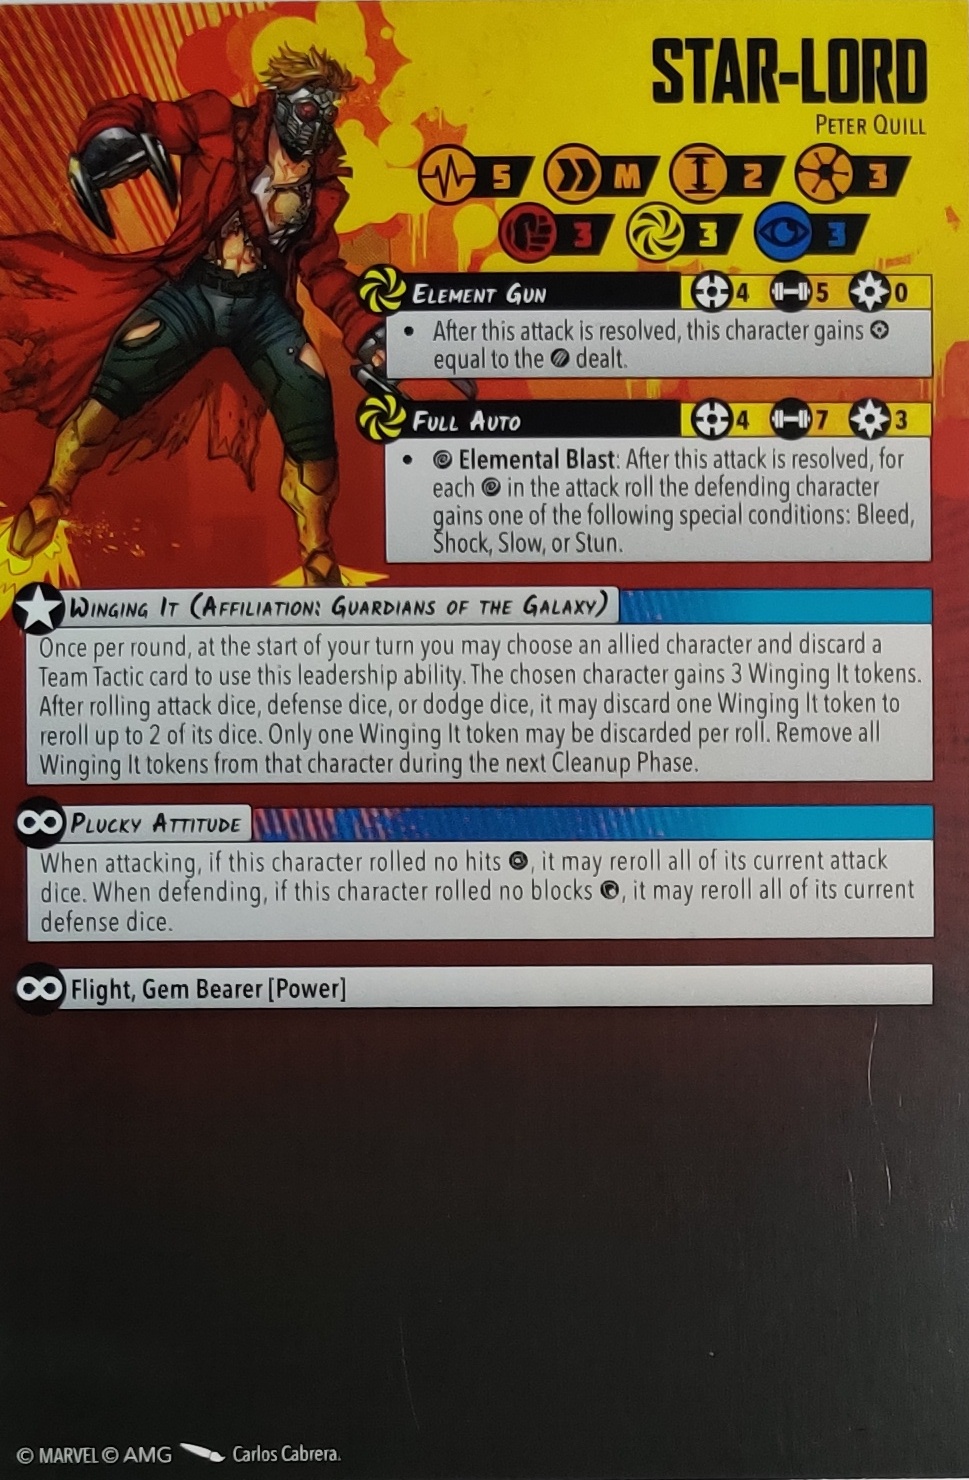 STAR-LORD
PETER QUILL
5 M 2 3
3 3 3
ELEMENT GUN 4 5 0
• After this attack is resolved, this character gains
equal to the dealt.
FULL AUTO 4 7 3
• Elemental Blast: After this attack is resolved, for
each in the attack roll the defending character
gains one of the following special conditions: Bleed,
Shock, Slow, or Stun.
WINGING IT (AFFILIATION: GUARDIANS OF THE GALAXY)
Once per round, at the start of your turn you may choose an allied character and discard a
Team Tactic card to use this leadership ability. The chosen character gains 3 Winging It tokens.
After rolling attack dice, defense dice, or dodge dice, it may discard one Winging It token to
reroll up to 2 of its dice. Only one Winging It token may be discarded per roll. Remove all
Winging It tokens from that character during the next Cleanup Phase.
PLUCKY ATTITUDE
When attacking, if this character rolled no hits , it may reroll all of its current attack
dice. When defending, if this character rolled no blocks , it may reroll all of its current
defense dice.
Flight, Gem Bearer [Power]
© MARVEL © AMG Carlos Cabrera.